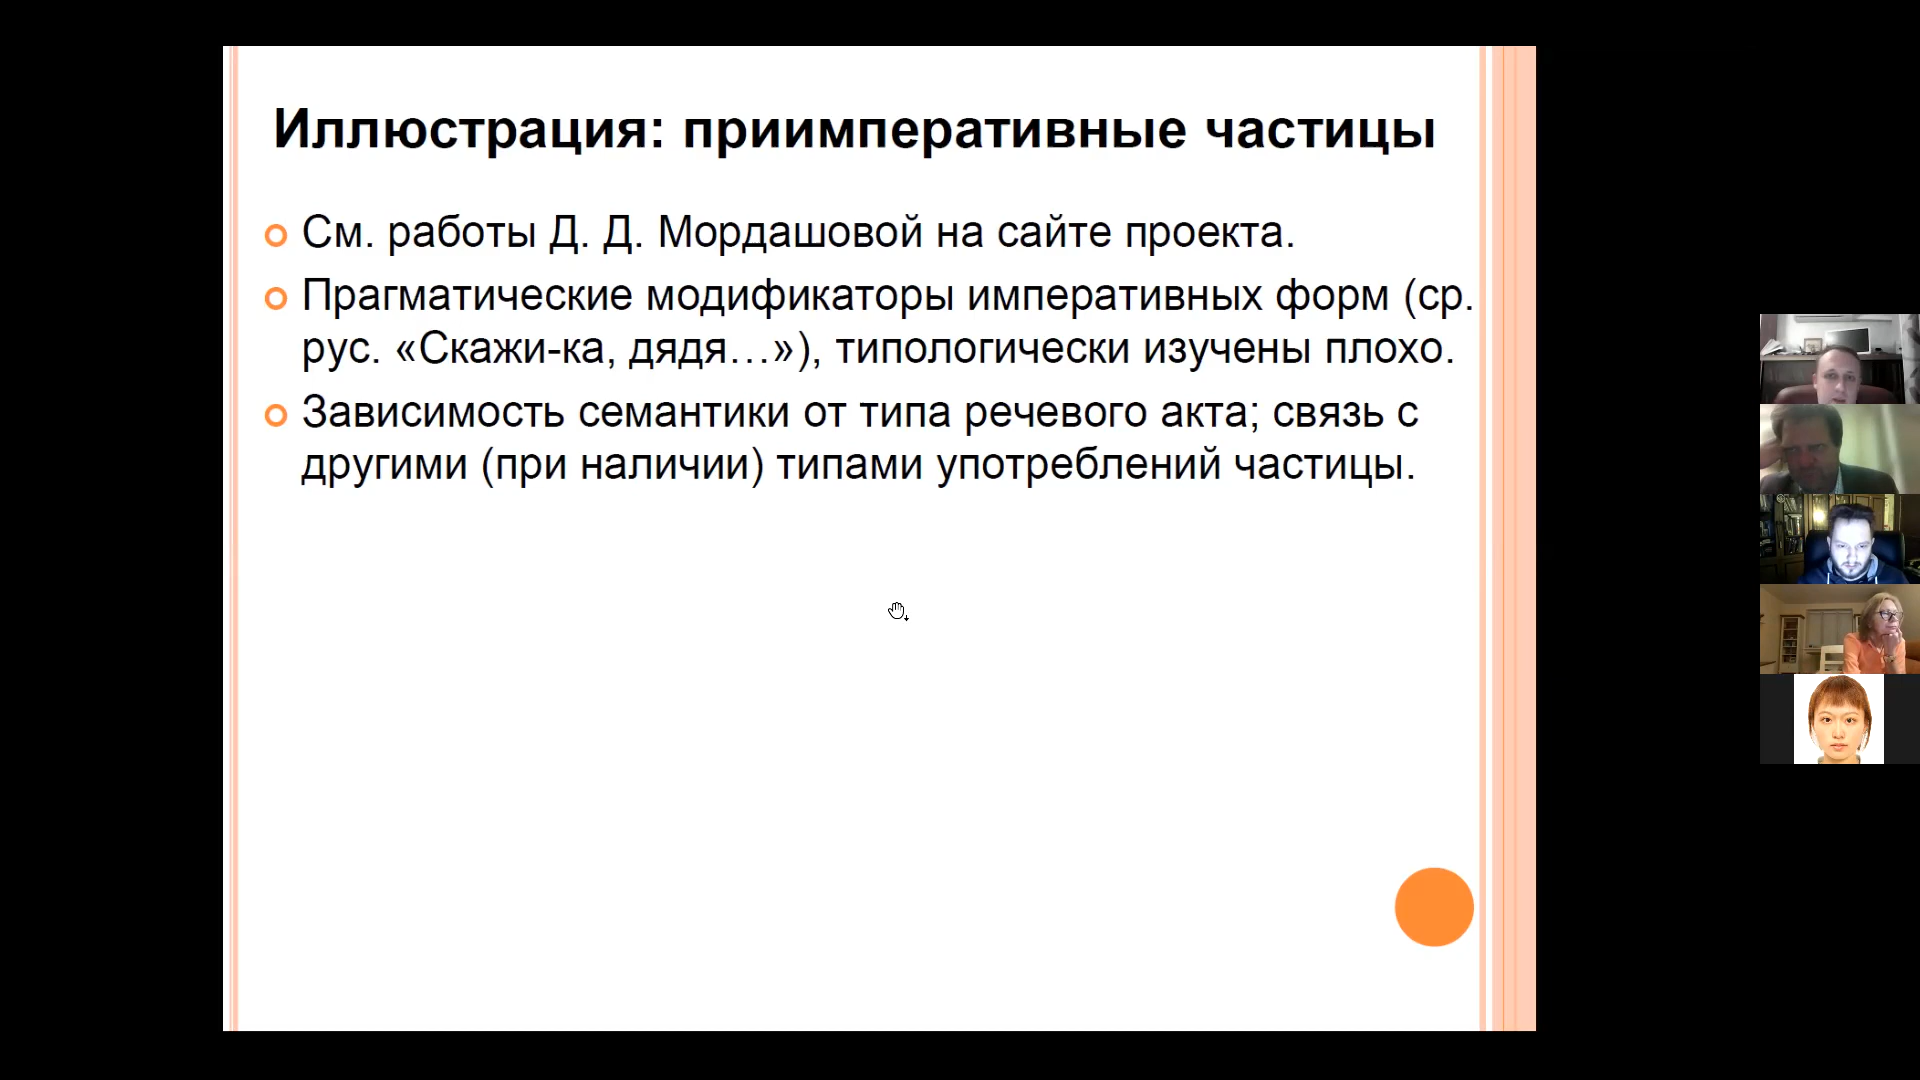 Иллюстрация: приимперативные частицы
См. работы Д. Д. Мордашовой на сайте проекта.
Прагматические модификаторы императивных форм (ср.
рус. «Скажи-ка, дядя…»), типологически изучены плохо.
Зависимость семантики от типа речевого акта; связь с
другими (при наличии) типами употреблений частицы.